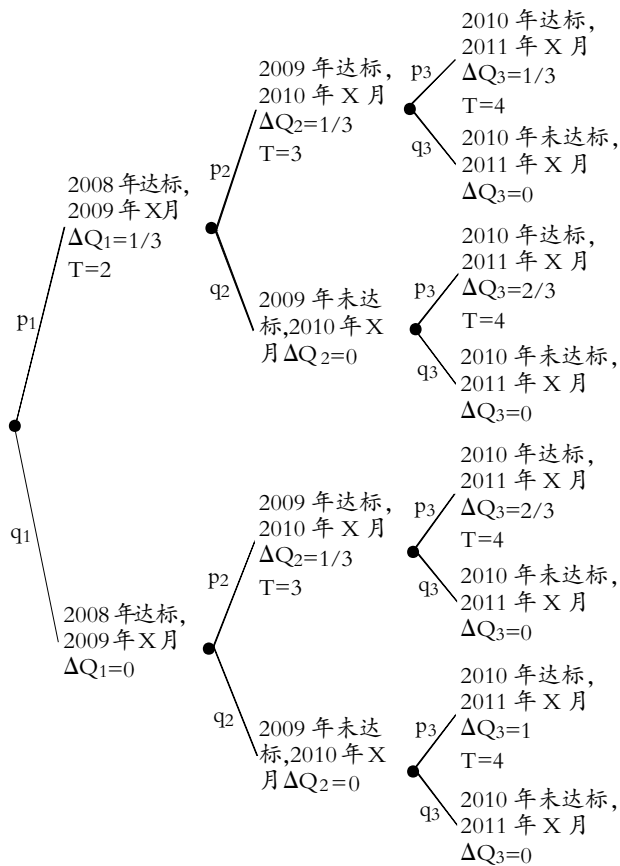 2010 年达标，
2011 年 X 月
ΔQ3=1/3
T=4
p3
2009 年达标，
2010 年 X 月
ΔQ2=1/3
T=3
q3
2010 年未达标，
2011 年 X 月
ΔQ3=0
p2
2008 年达标，
2009 年 X月
ΔQ1=1/3
T=2
2010 年达标，
2011 年 X 月
ΔQ3=2/3
T=4
p3
q2
2009 年未达
标,2010 年 X
月ΔQ2=0
q3
2010 年未达标，
2011 年 X 月
ΔQ3=0
p1
q1
2010 年达标，
2011 年 X 月
ΔQ3=2/3
T=4
p3
2009 年达标，
2010 年 X 月
ΔQ2=1/3
T=3
q3
2010 年未达标，
2011 年 X 月
ΔQ3=0
p2
2008 年达标，
2009 年 X 月
ΔQ1=0
2010 年达标，
2011 年 X 月
ΔQ3=1
T=4
p3
q2
2009 年未达
标,2010 年 X
月ΔQ2=0
q3
2010 年未达标，
2011 年 X 月
ΔQ3=0